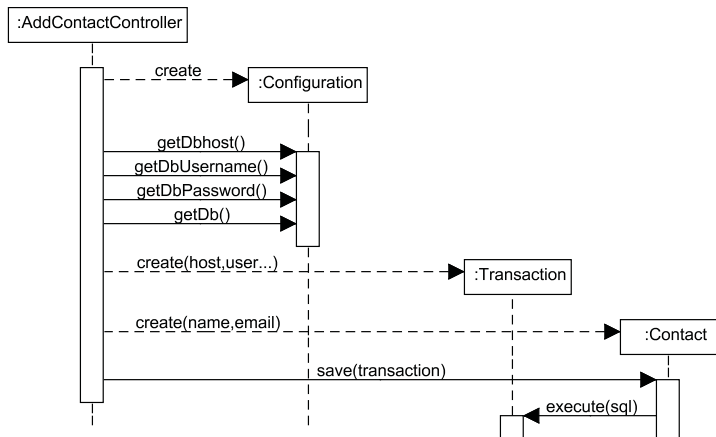 :AddContactController
create
:Configuration
getDbhost()
getDbUsername()
getDbPassword()
getDb()
create(host,user...)
:Transaction
create(name,email)
:Contact
save(transaction)
execute(sql)